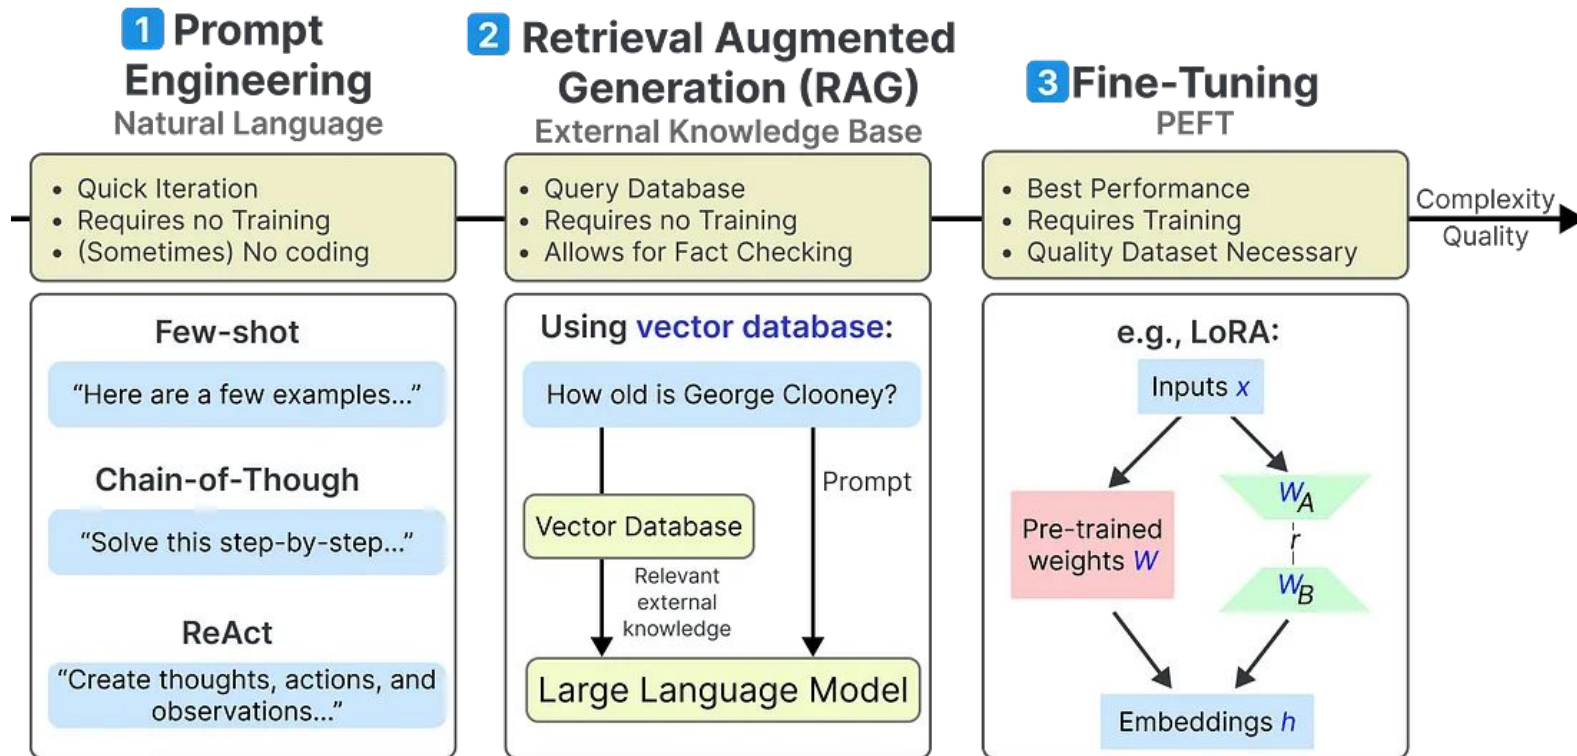 1 Prompt
Engineering
Natural Language
• Quick Iteration
• Requires no Training
• (Sometimes) No coding
Few-shot
“Here are a few examples...”
Chain-of-Though
“Solve this step-by-step...”
ReAct
“Create thoughts, actions, and
observations...”
2 Retrieval Augmented
Generation (RAG)
External Knowledge Base
• Query Database
• Requires no Training
• Allows for Fact Checking
Using vector database:
How old is George Clooney?
Prompt
Vector Database
Relevant
external
knowledge
Large Language Model
3 Fine-Tuning
PEFT
• Best Performance
• Requires Training
• Quality Dataset Necessary
e.g., LoRA:
Inputs x
Pre-trained
weights W
W_A
r
W_B
Embeddings h
Complexity
Quality